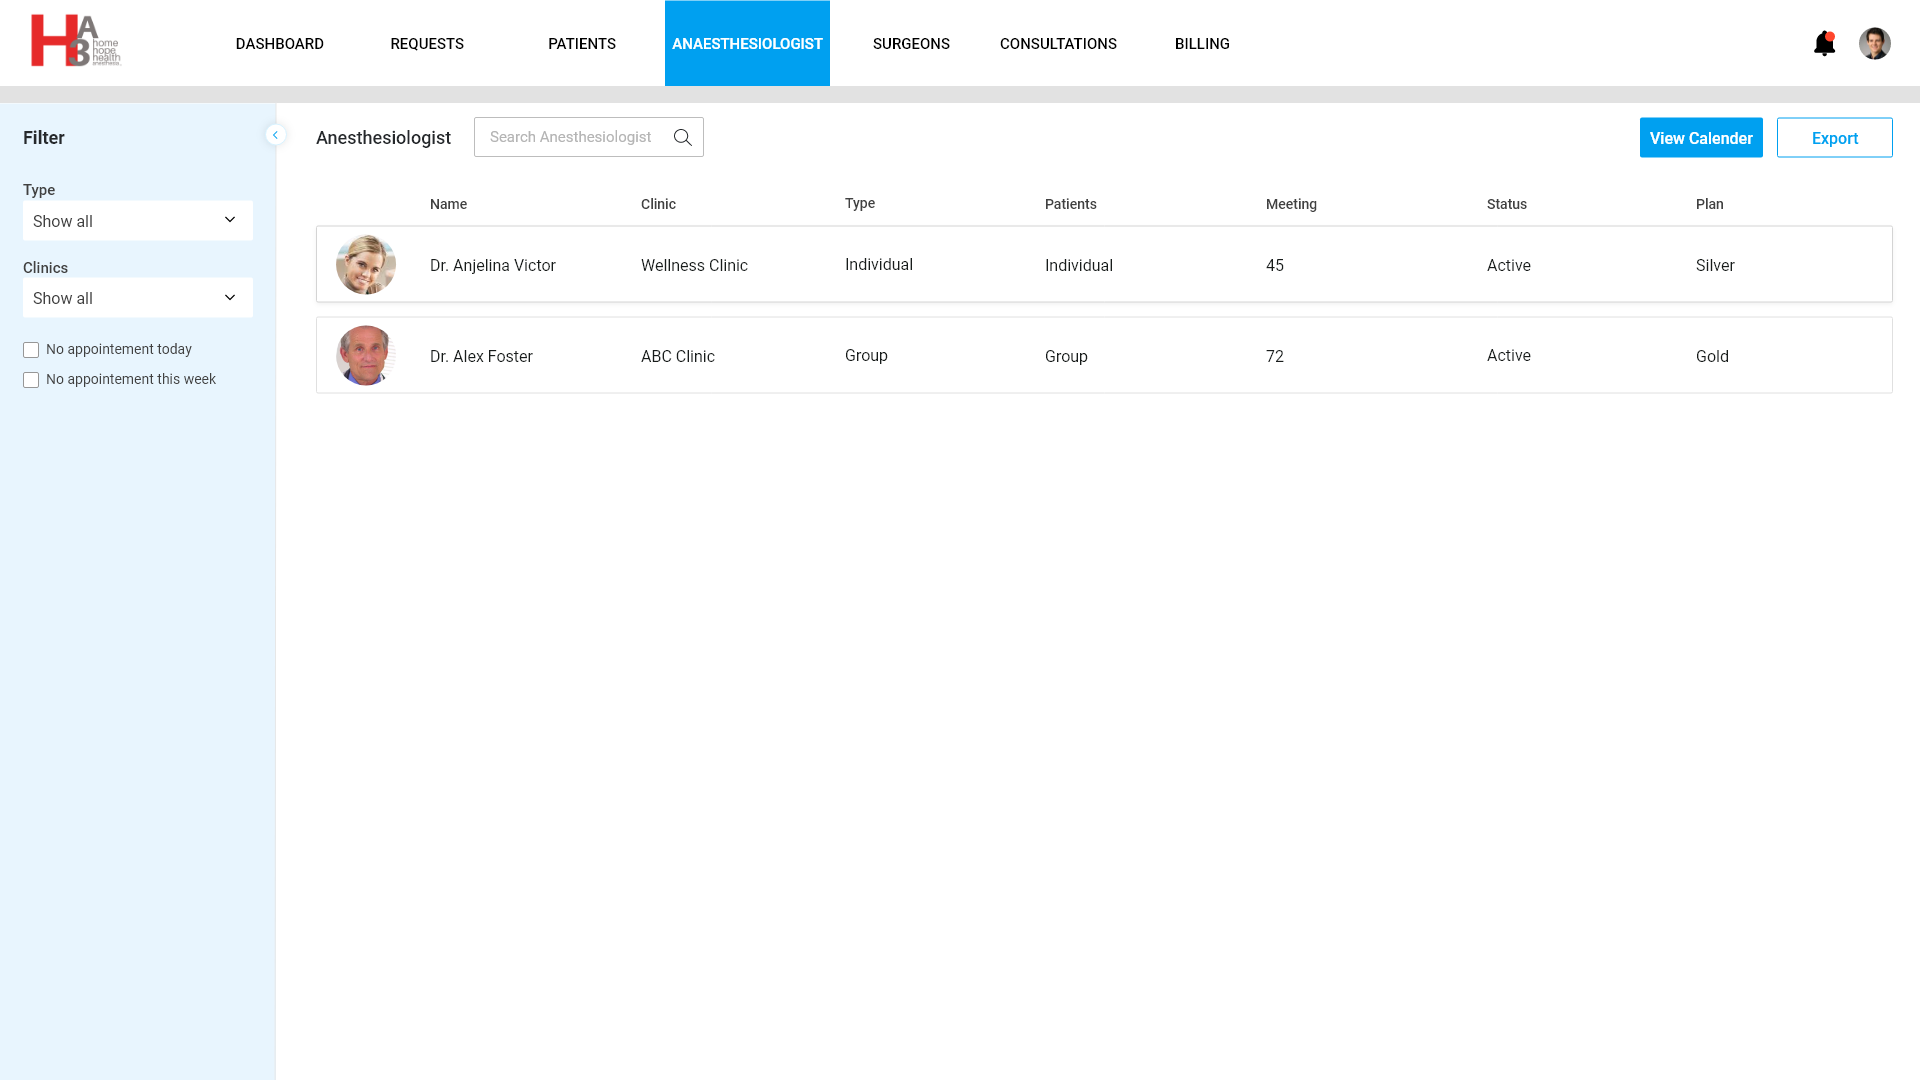 HA3 home hope health anesthesia.
DASHBOARD REQUESTS PATIENTS ANAESTHESIOLOGIST SURGEONS CONSULTATIONS BILLING
Filter
Type
Show all
Clinics
Show all
No appointement today
No appointement this week
Anesthesiologist Search Anesthesiologist View Calender Export
Name Clinic Type Patients Meeting Status Plan
Dr. Anjelina Victor Wellness Clinic Individual Individual 45 Active Silver
Dr. Alex Foster ABC Clinic Group Group 72 Active Gold